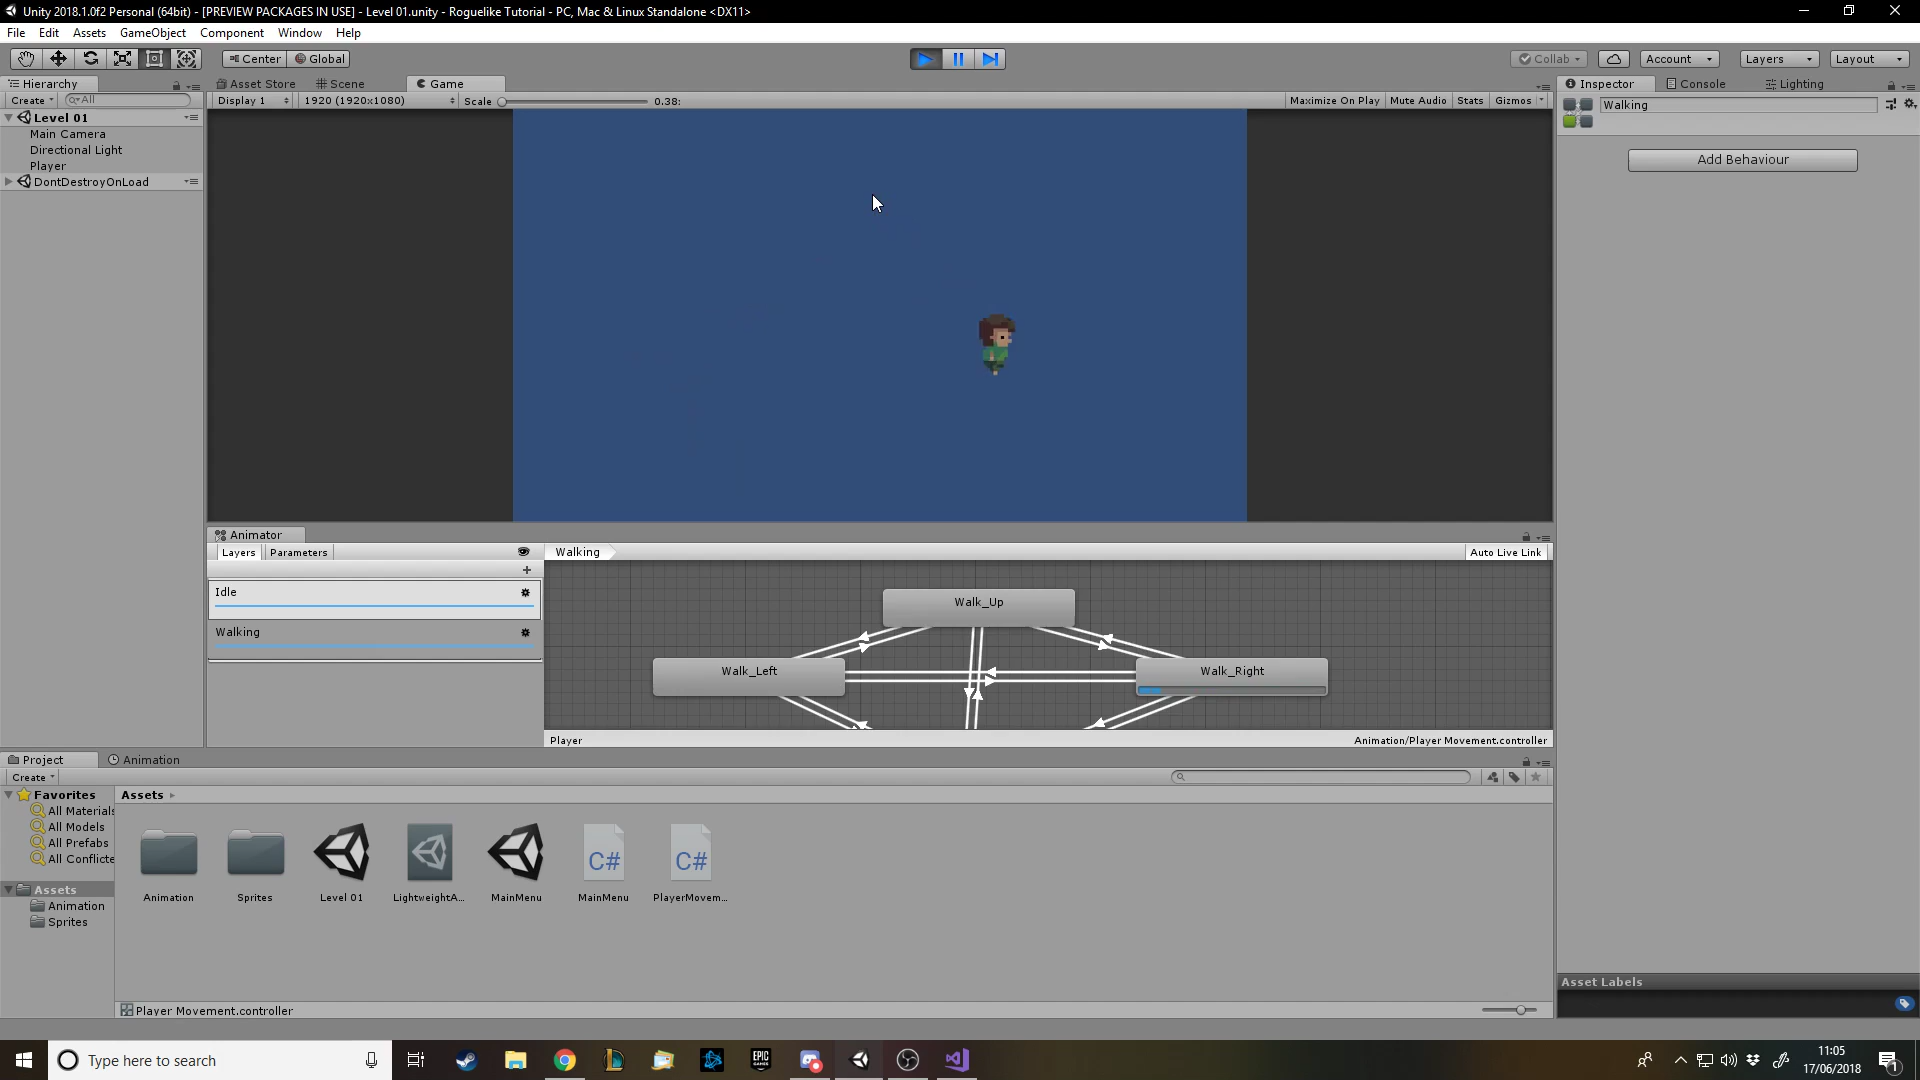 Unity 2018.1.0f2 Personal (64bit) - [PREVIEW PACKAGES IN USE] - Level 01.unity - Roguelike Tutorial - PC, Mac & Linux Standalone <DX11>
File Edit Assets GameObject Component Window Help
Center Global Collab Account Layers Layout
Hierarchy Asset Store Scene Game Inspector Console Lighting
Create All Display 1 1920 (1920x1080) Scale 0.38: Maximize On Play Mute Audio Stats Gizmos Walking
Level 01
Main Camera
Directional Light
Player
DontDestroyOnLoad
Add Behaviour
Animator
Layers Parameters Walking Auto Live Link
Idle
Walking
Walk_Up
Walk_Left
Walk_Right
Player Animation/Player Movement.controller
Project Animation
Create
Favorites
All Materials
All Models
All Prefabs
All Conflicte
Assets
Animation
Sprites
Assets
C# C#
Animation Sprites Level 01 LightweightA... MainMenu MainMenu PlayerMovem...
Player Movement.controller
Asset Labels
Type here to search
EPIC GAMES
11:05
17/06/2018
1